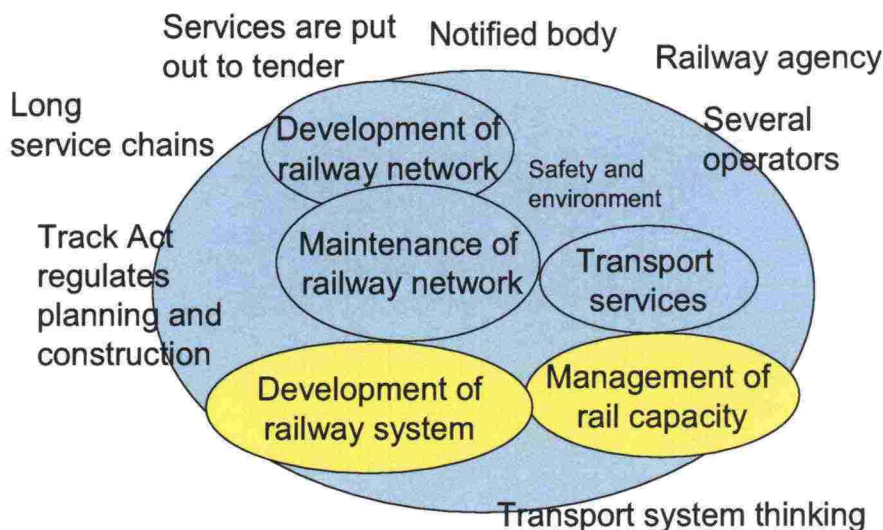 Services are put
out to tender
Notified body
Railway agency
Long
service chains
Several
operators
Development of
railway network
Safety and
environment
Track Act
regulates
planning and
construction
Maintenance of
railway network
Transport
services
Development of
railway system
Management of
rail capacity
Transport system thinking